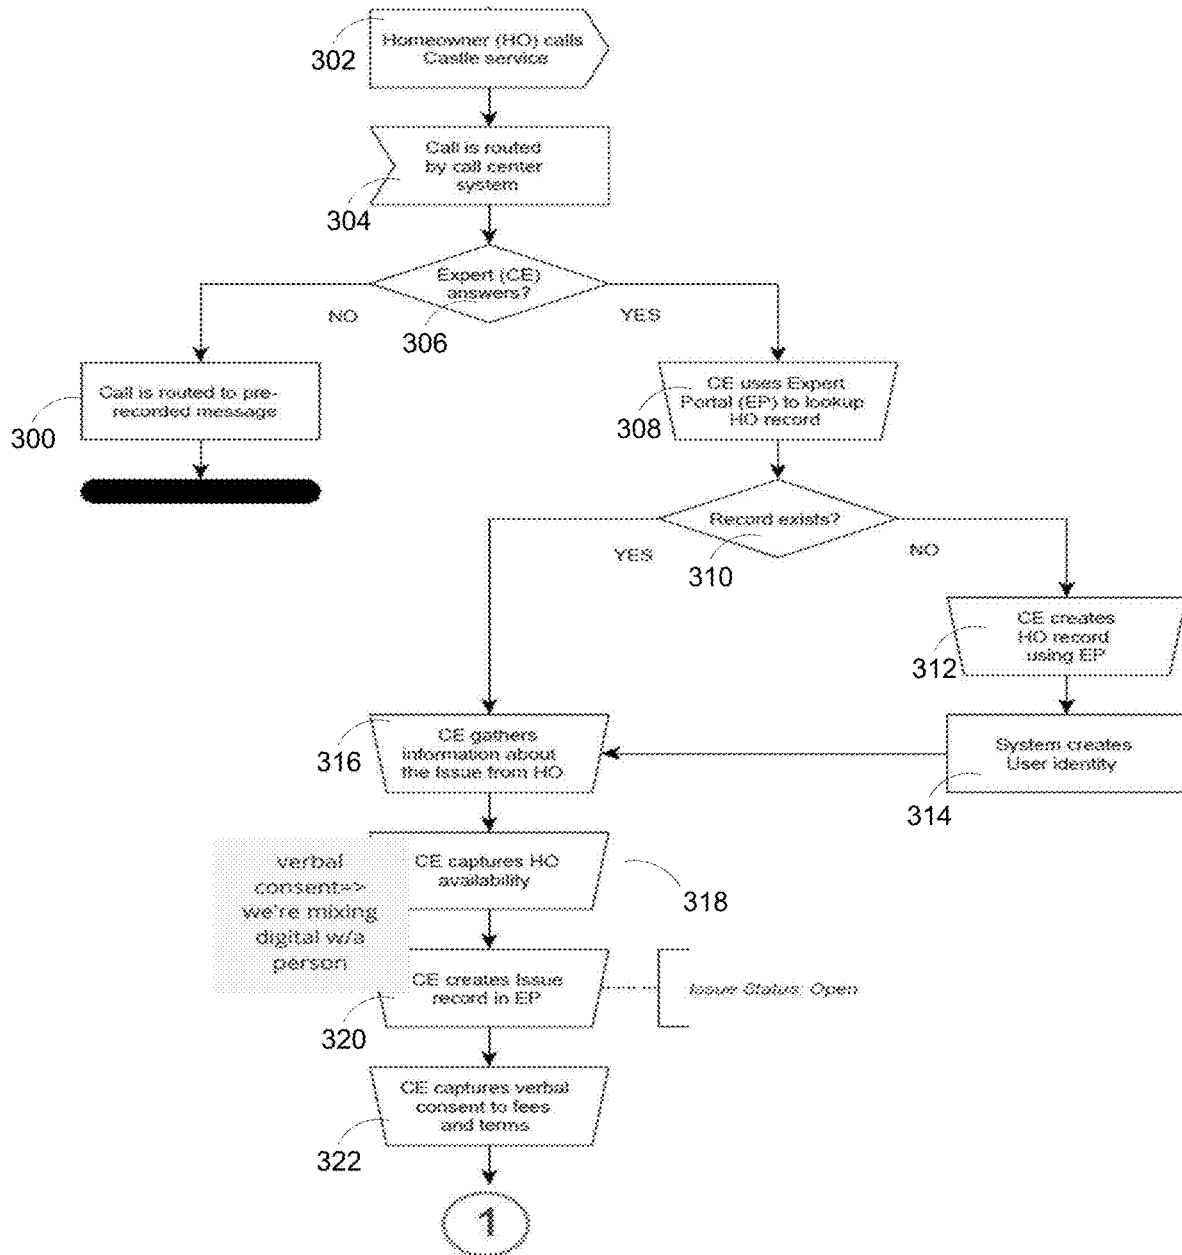 Homeowner (HO) calls
Castle service
302
Call is routed
by call center
system
304
Expert (CE)
answers?
306
NO
YES
Call is routed to pre-
recorded message
300
CE uses Expert
Portal (EP) to lookup
HO record
308
Record exists?
310
YES
NO
CE creates
HO record
using EP
312
System creates
User identity
314
CE gathers
information about
the Issue from HO
316
CE captures HO
availability
318
verbal
consent=>
we're mixing
digital w/a
person
CE creates Issue
record in EP
320
Issue Status: Open
CE captures verbal
consent to fees
and terms
322
1